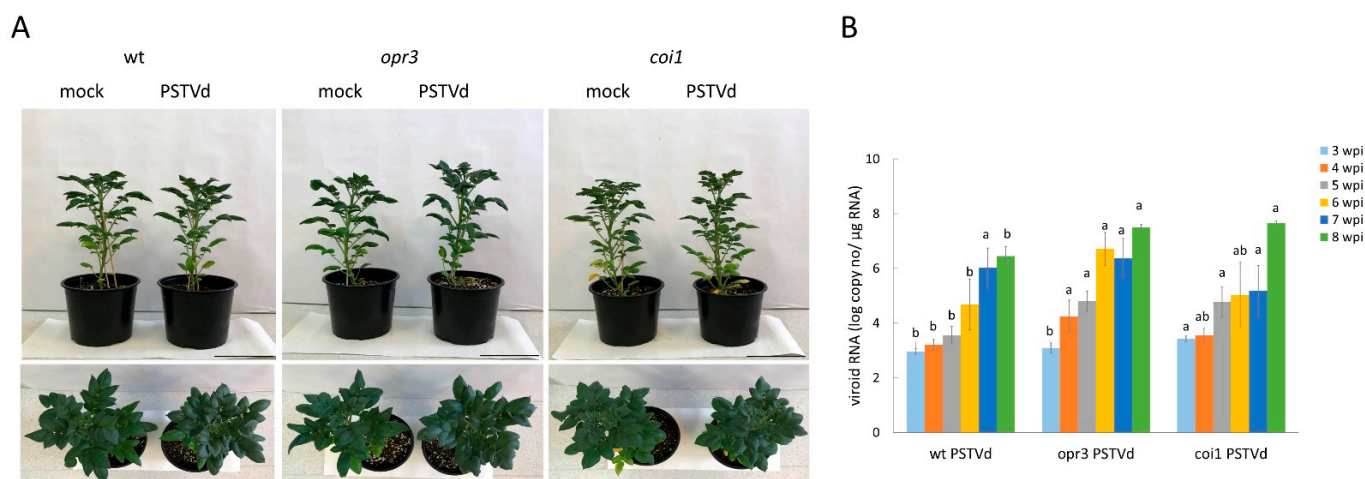 A
wt
opr3
coi1
mock
PSTVd
mock
PSTVd
mock
PSTVd
B
viroid RNA (log copy no/ μg RNA)
10
8
6
4
2
0
b
b
b
b
a
b
b
a
a
a
a
a
a
ab
a
ab
a
a
wt PSTVd
opr3 PSTVd
coi1 PSTVd
3 wpi
4 wpi
5 wpi
6 wpi
7 wpi
8 wpi